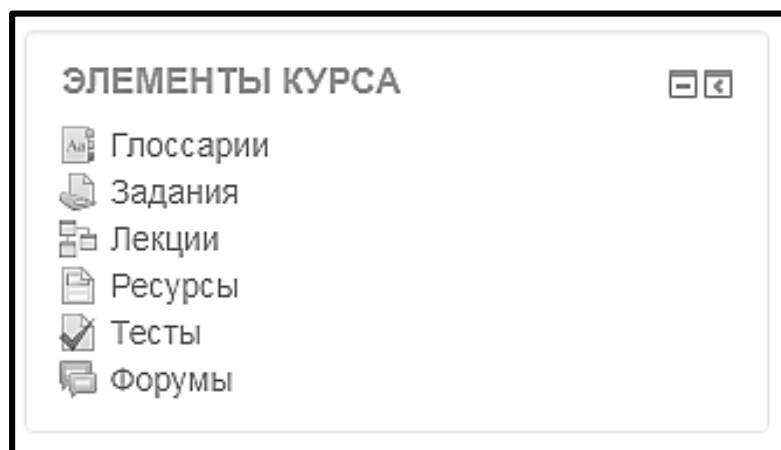 ЭЛЕМЕНТЫ КУРСА
Глоссарии
Задания
Лекции
Ресурсы
Тесты
Форумы